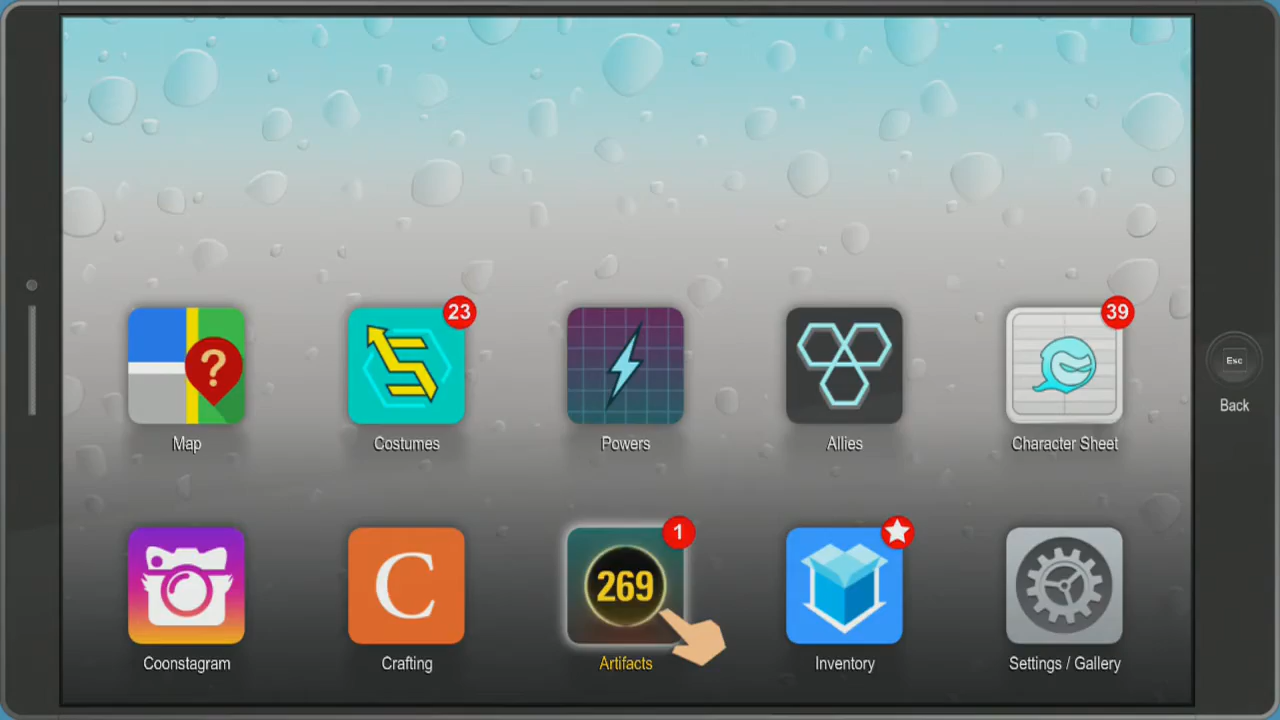 23
39
?
Map
Costumes
Powers
Allies
Character Sheet
Esc
Back
1
C
269
Coonstagram
Crafting
Artifacts
Inventory
Settings / Gallery